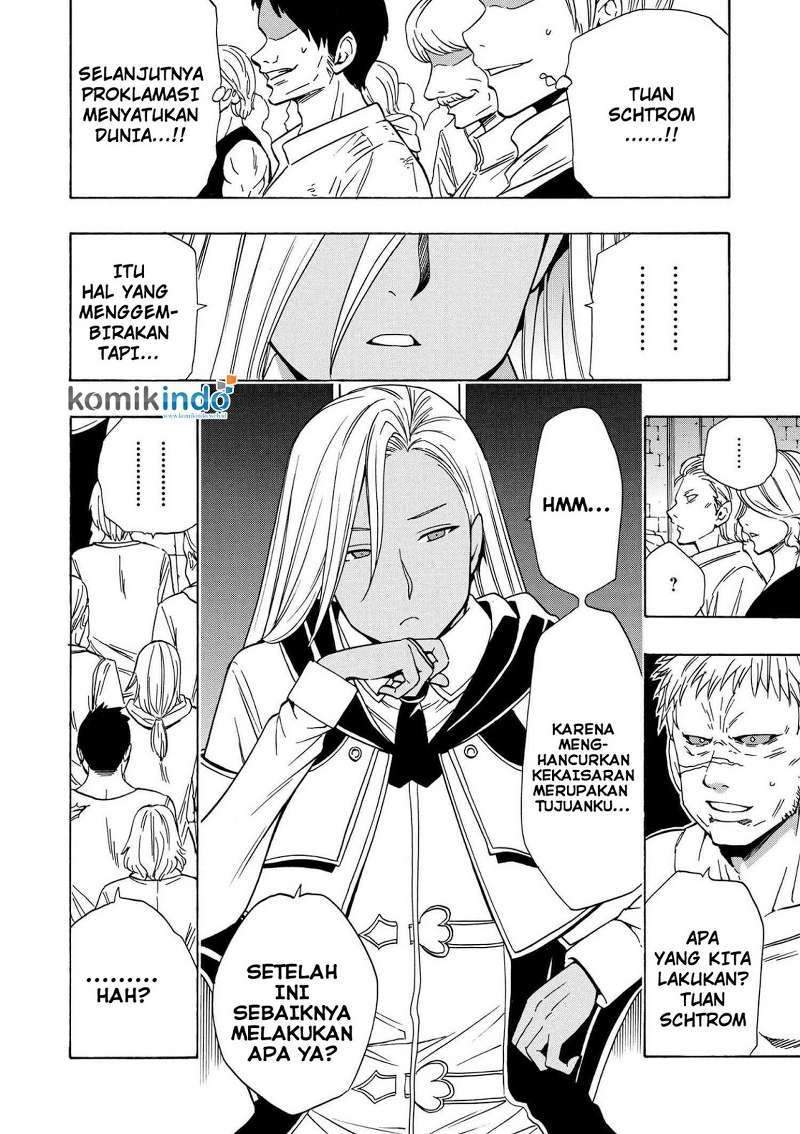 TUAN
SCHTROM
......!!
SELANJUTNYA
PROKLAMASI
MENYATUKAN
DUNIA...!!
ITU
HAL YANG
MENGGEM-
BIRAKAN
TAPI...
komikindo
?
APA
YANG KITA
LAKUKAN?
TUAN
SCHTROM
HMM...
KARENA
MENG-
HANCURKAN
KEKAISARAN
MERUPAKAN
TUJUANKU...
SETELAH
INI
SEBAIKNYA
MELAKUKAN
APA YA?
.........
HAH?